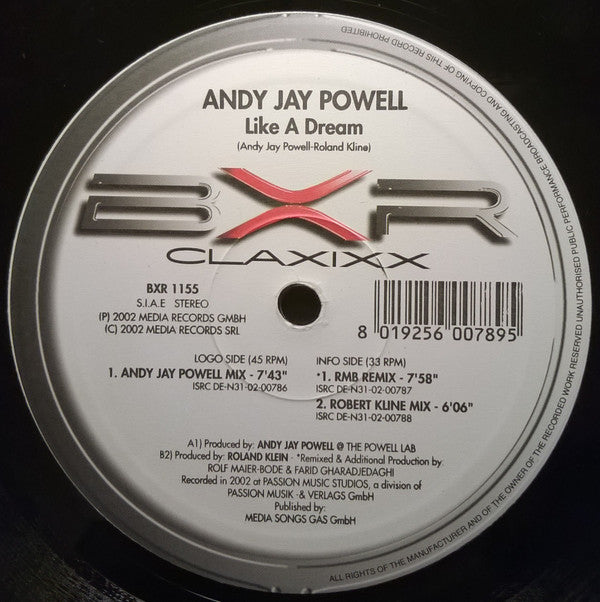 ANDY JAY POWELL
Like A Dream
(Andy Jay Powell-Roland Kline)
BXR
CLAXIXX
BXR 1155
S.I.A.E STEREO
(P) 2002 MEDIA RECORDS GMBH
(C) 2002 MEDIA RECORDS SRL
8 019256 007895
LOGO SIDE (45 RPM)
1. ANDY JAY POWELL MIX - 7'43"
ISRC DE-N31-02-00786
INFO SIDE (33 RPM)
*1. RMB REMIX - 7'58"
ISRC DE-N31-02-00787
2. ROBERT KLINE MIX - 6'06"
ISRC DE-N31-02-00788
A1) Produced by: ANDY JAY POWELL @ THE POWELL LAB
B2) Produced by: ROLAND KLEIN - *Remixed & Additional Production by:
ROLF MAIER-BODE & FARID GHARADJEDAGHI
Recorded in 2002 at PASSION MUSIC STUDIOS, a division of
PASSION MUSIK -& VERLAGS GmbH
Published by:
MEDIA SONGS GAS GmbH
ALL RIGHTS OF THE MANUFACTURER AND OF THE OWNER OF THE RECORDED WORK RESERVED UNAUTHORISED PUBLIC PERFORMANCE BROADCASTING AND COPYING OF THIS RECORD PROHIBITED